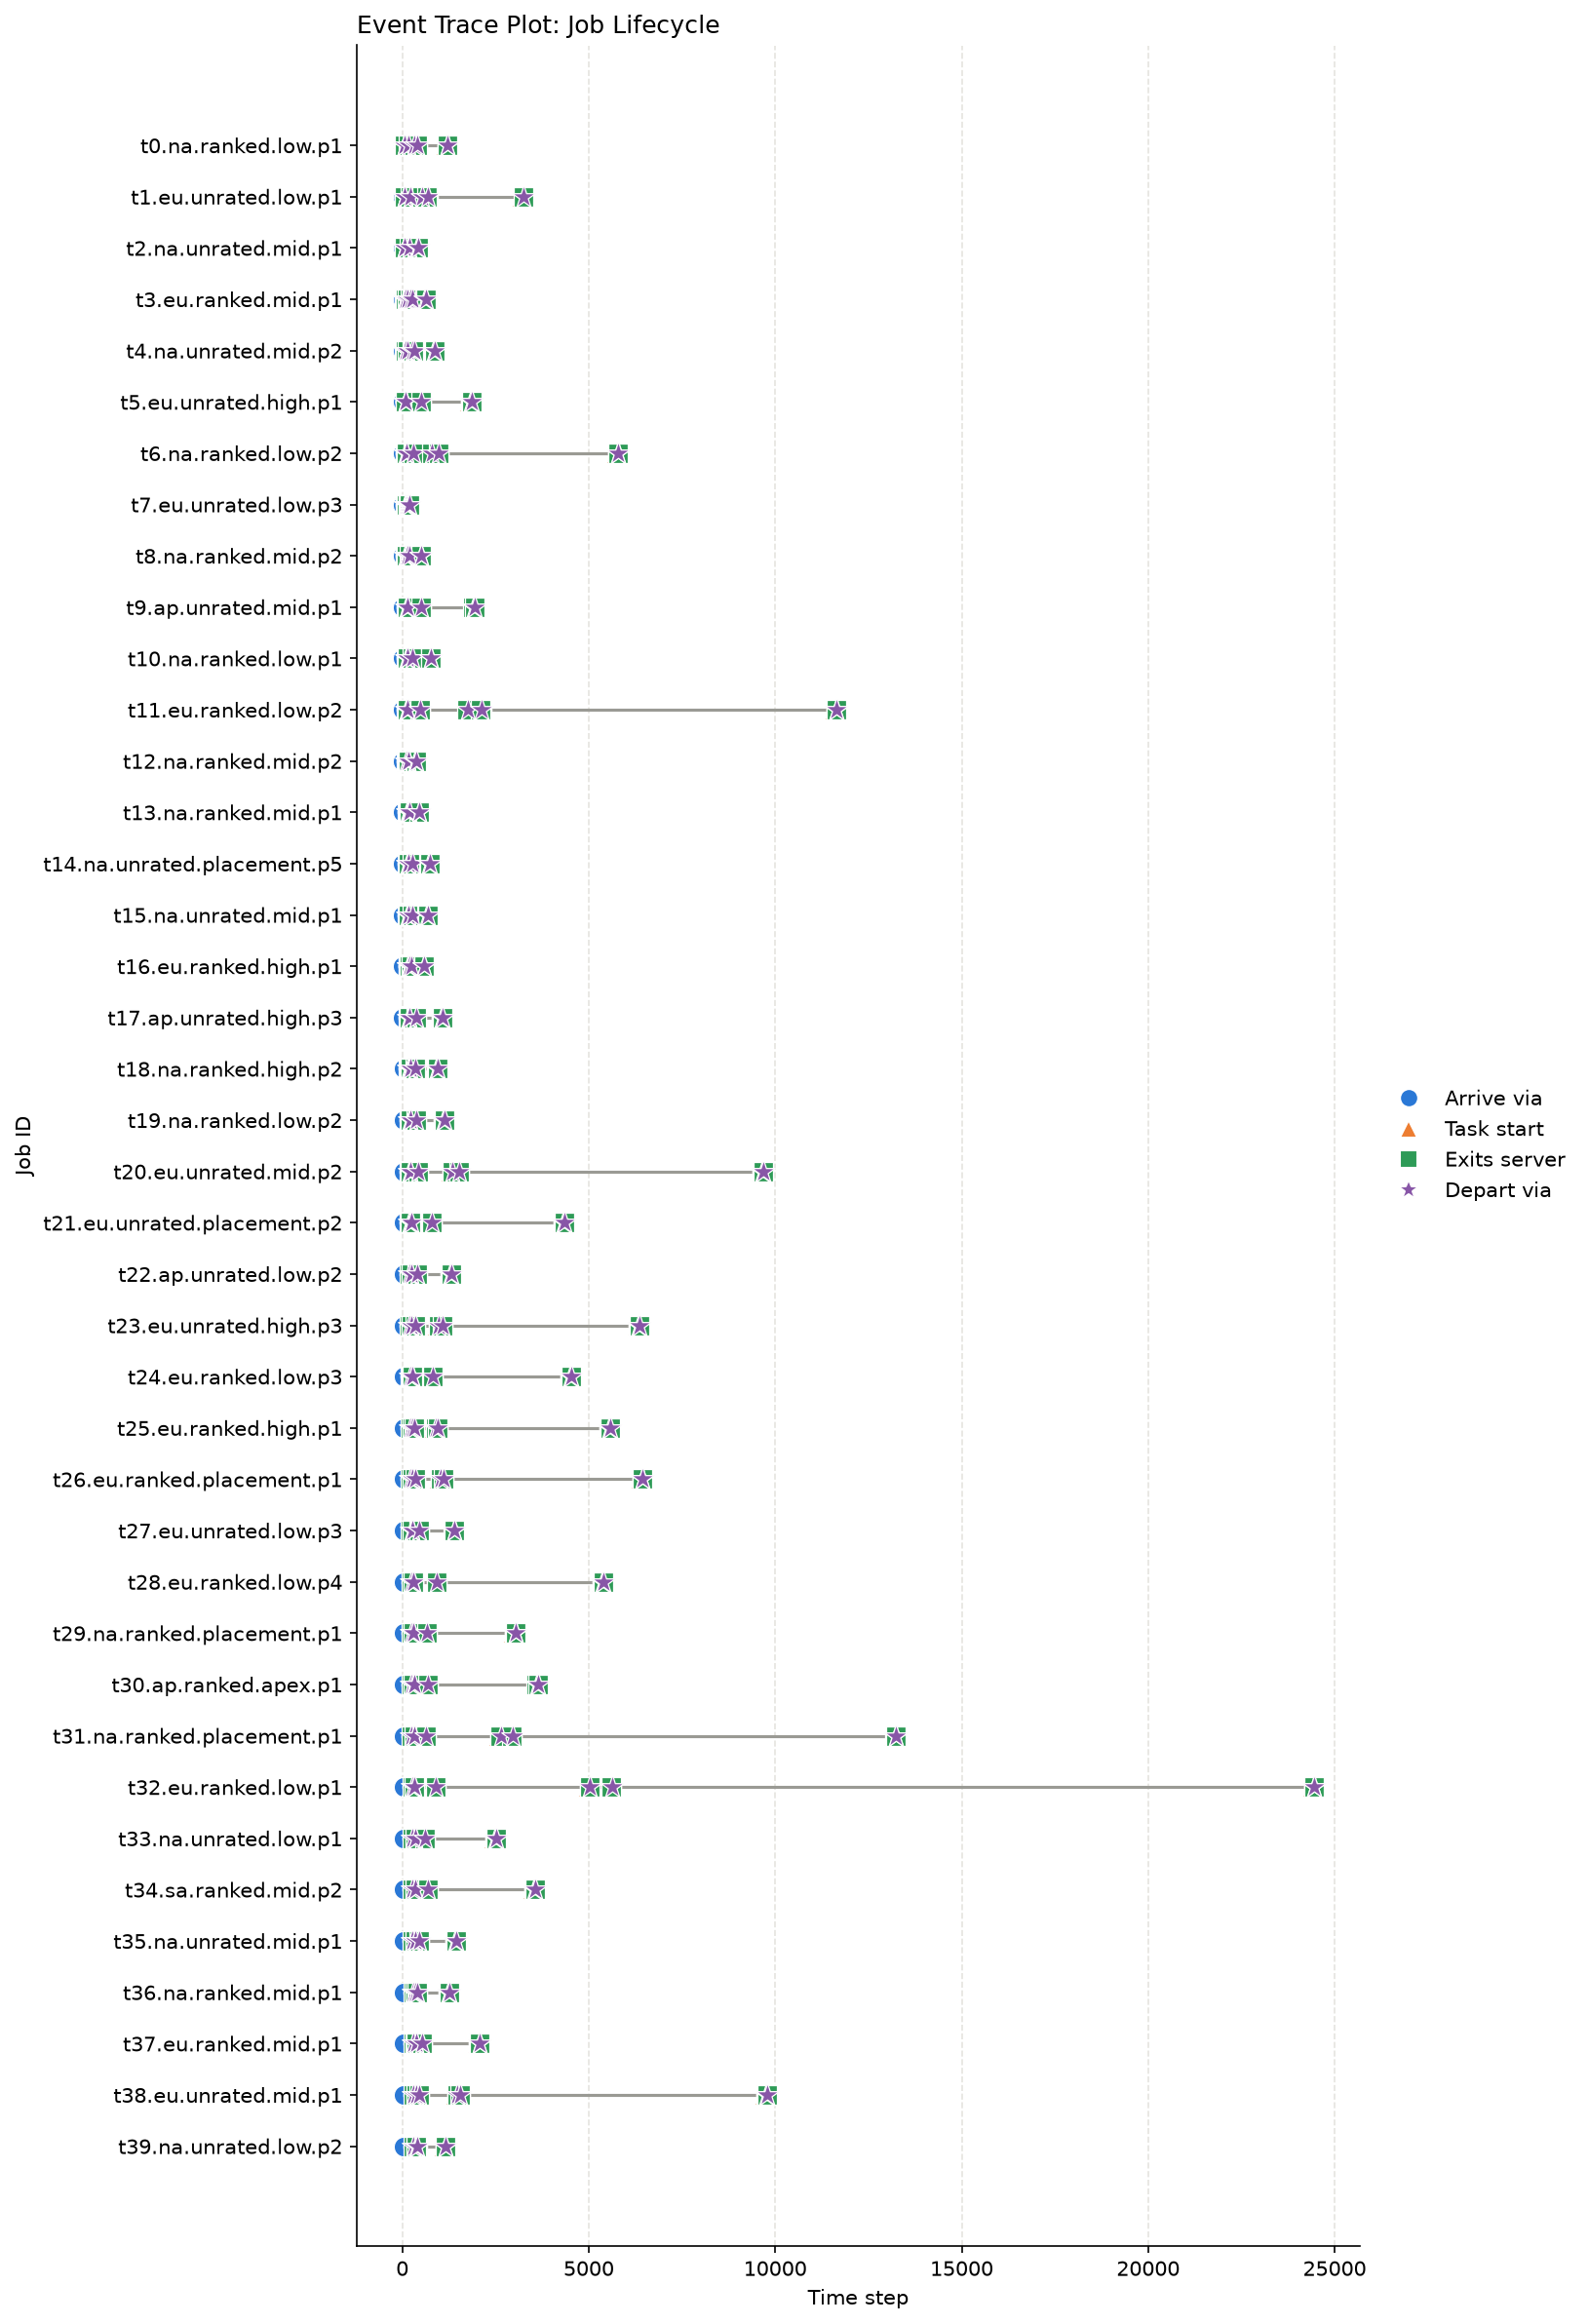 Event Trace Plot: Job Lifecycle
t0.na.ranked.low.p1
t1.eu.unrated.low.p1
t2.na.unrated.mid.p1
t3.eu.ranked.mid.p1
t4.na.unrated.mid.p2
t5.eu.unrated.high.p1
t6.na.ranked.low.p2
t7.eu.unrated.low.p3
t8.na.ranked.mid.p2
t9.ap.unrated.mid.p1
t10.na.ranked.low.p1
t11.eu.ranked.low.p2
t12.na.ranked.mid.p2
t13.na.ranked.mid.p1
t14.na.unrated.placement.p5
t15.na.unrated.mid.p1
t16.eu.ranked.high.p1
t17.ap.unrated.high.p3
t18.na.ranked.high.p2
t19.na.ranked.low.p2
t20.eu.unrated.mid.p2
t21.eu.unrated.placement.p2
t22.ap.unrated.low.p2
t23.eu.unrated.high.p3
t24.eu.ranked.low.p3
t25.eu.ranked.high.p1
t26.eu.ranked.placement.p1
t27.eu.unrated.low.p3
t28.eu.ranked.low.p4
t29.na.ranked.placement.p1
t30.ap.ranked.apex.p1
t31.na.ranked.placement.p1
t32.eu.ranked.low.p1
t33.na.unrated.low.p1
t34.sa.ranked.mid.p2
t35.na.unrated.mid.p1
t36.na.ranked.mid.p1
t37.eu.ranked.mid.p1
t38.eu.unrated.mid.p1
t39.na.unrated.low.p2
Job ID
0 5000 10000 15000 20000 25000
Time step
Arrive via
Task start
Exits server
Depart via